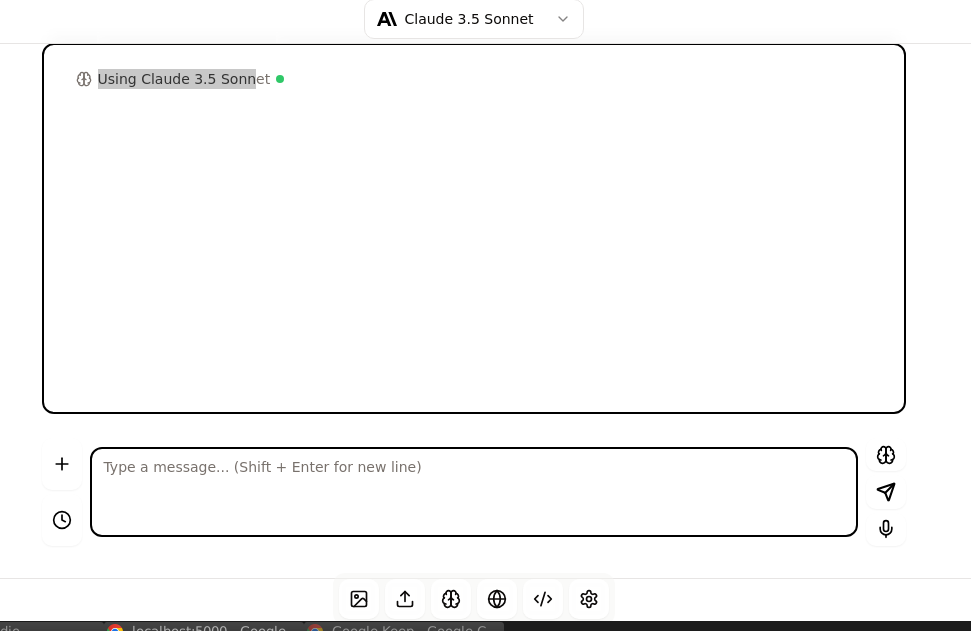 Claude 3.5 Sonnet
Using Claude 3.5 Sonnet
Type a message... (Shift + Enter for new line)
localhost:5000 - Google
Google Keep - Google C